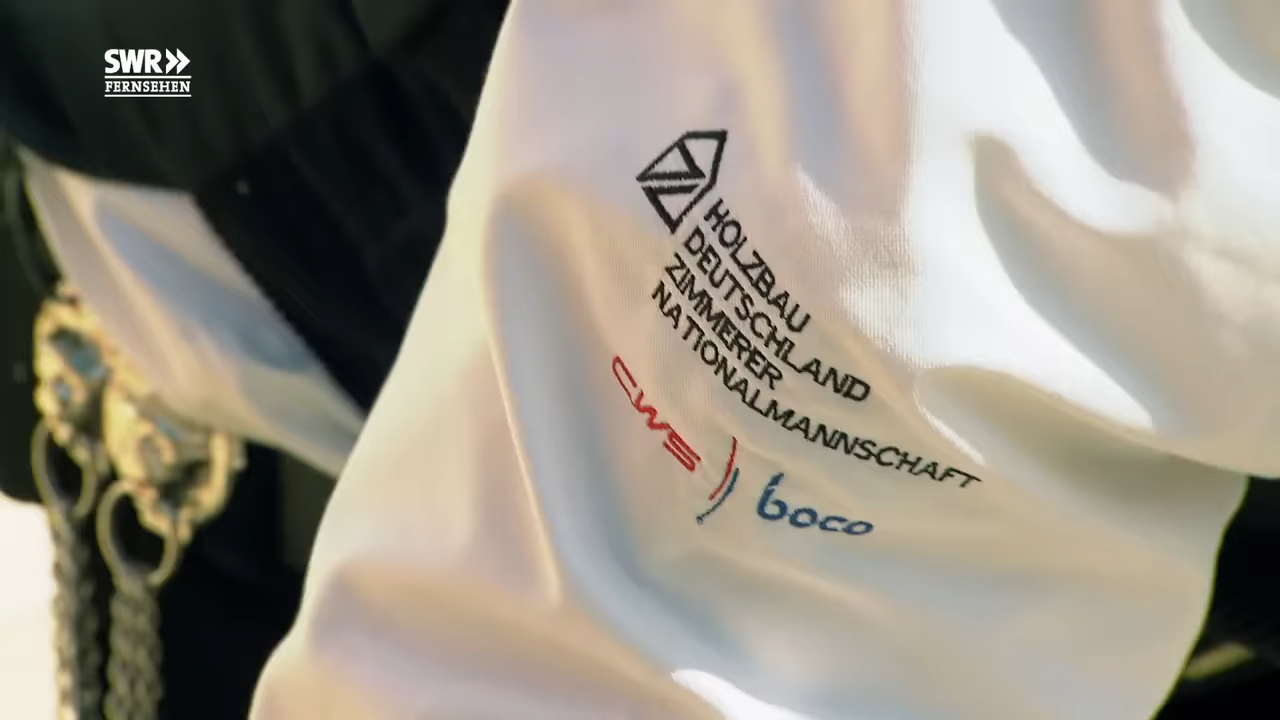 SWR
FERNSEHEN
HOLZBAU
DEUTSCHLAND
ZIMMERER
NATIONALMANNSCHAFT
CWS
boco